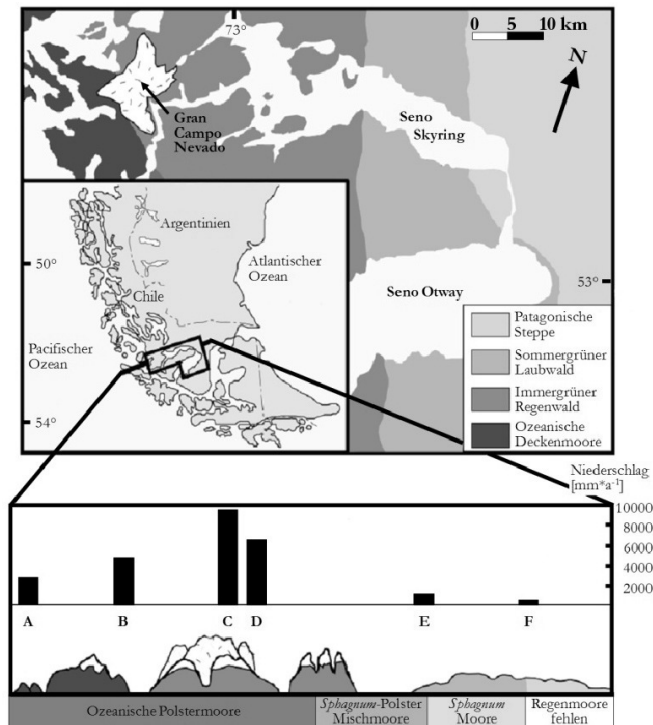 73°
0 5 10 km
N
Gran
Campo
Nevado
Seno
Skyring
Argentinien
50°
Atlantischer
Ozean
Chile
Pacifischer
Ozean
54°
Seno Otway
53°
Patagonische
Steppe
Sommergrüner
Laubwald
Immergrüner
Regenwald
Ozeanische
Deckenmoore
Niederschlag
[mm*a⁻¹]
10000
8000
6000
4000
2000
A B C D E F
Ozeanische Polstermoore
Sphagnum-Polster
Mischmoore
Sphagnum
Moore
Regenmoore
fehlen